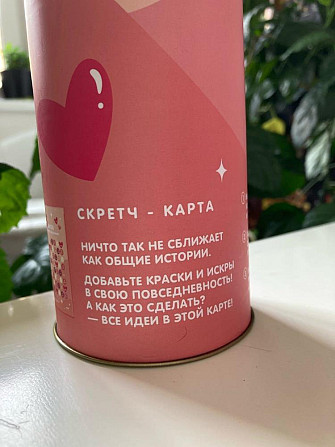 СКРЕТЧ - КАРТА
НИЧТО ТАК НЕ СБЛИЖАЕТ
КАК ОБЩИЕ ИСТОРИИ.
ДОБАВЬТЕ КРАСКИ И ИСКРЫ
В СВОЮ ПОВСЕДНЕВНОСТЬ!
А КАК ЭТО СДЕЛАТЬ?
— ВСЕ ИДЕИ В ЭТОЙ КАРТЕ!